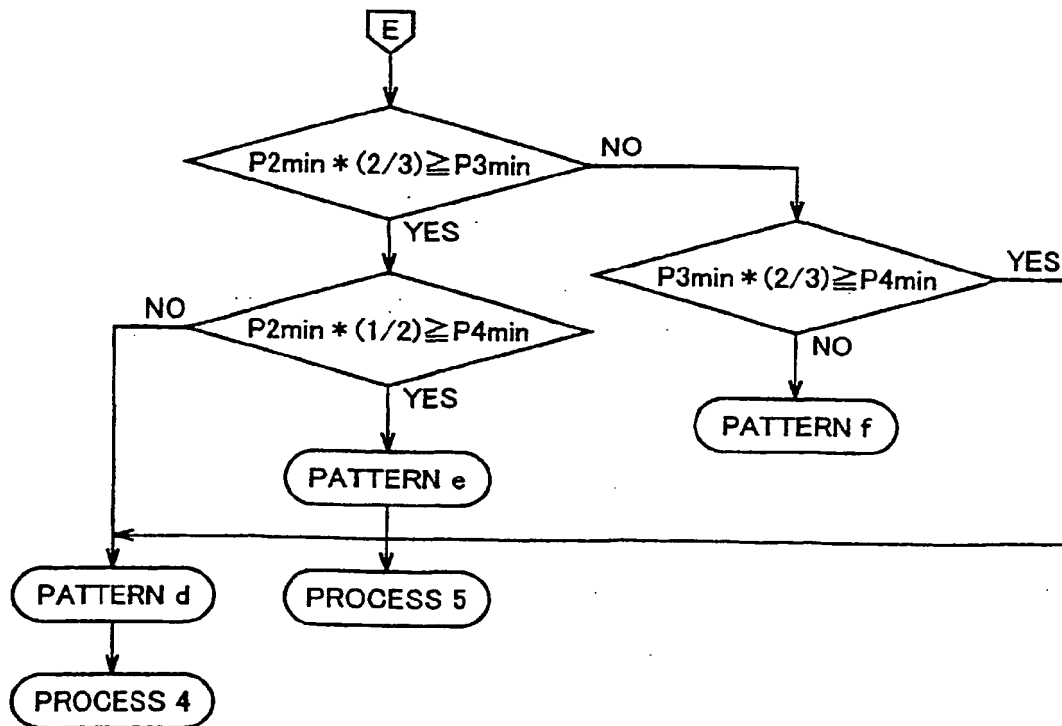 E
P2min * (2/3)≧P3min
NO
YES
P3min * (2/3)≧P4min
YES
NO
P2min * (1/2)≧P4min
NO
YES
PATTERN f
PATTERN e
PATTERN d
PROCESS 5
PROCESS 4